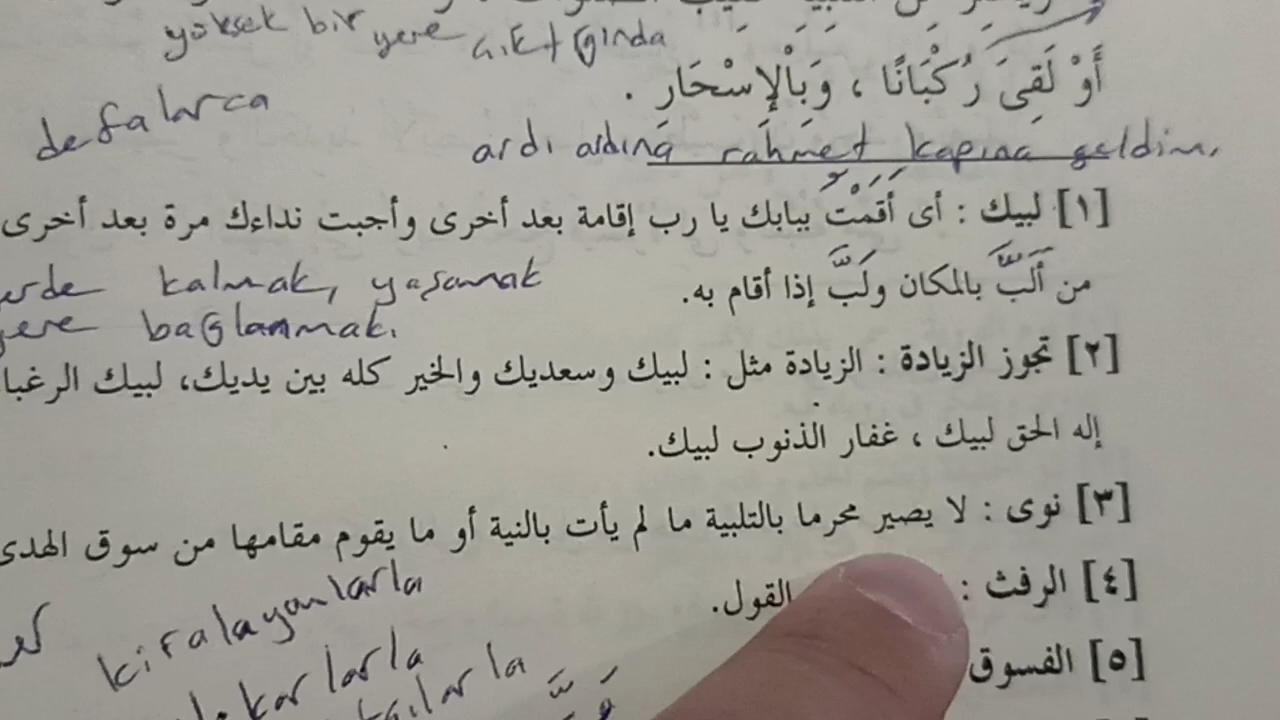 yüksek bir yere çıktığında
أَوْ لَقِىَ رُكْبَانًا ، وَبَاْلإِسْحَارِ .
defalarca
ardı ardına rahmet kapına geldim.
[١] لبيك : أى أَقَمْتُ ببابك يا رب إقامة بعد أخرى وأجبت نداءك مرة بعد أخرى
من أَلَبَّ بالمكان ولَبَّ إذا أقام به.
kalmak, yaşamak
bağlanmak.
[٢] تجوز الزيادة : الزيادة مثل : لبيك وسعديك والخير كله بين يديك، لبيك الرغبا
إله الحق لبيك ، غفار الذنوب لبيك.
[٣] نوى : لا يصير محرما بالتلبية ما لم يأت بالنية أو ما يقوم مقامها من سوق الهدى
[٤] الرفث : القول.
kiralayanlarla
[٥] الفسوق